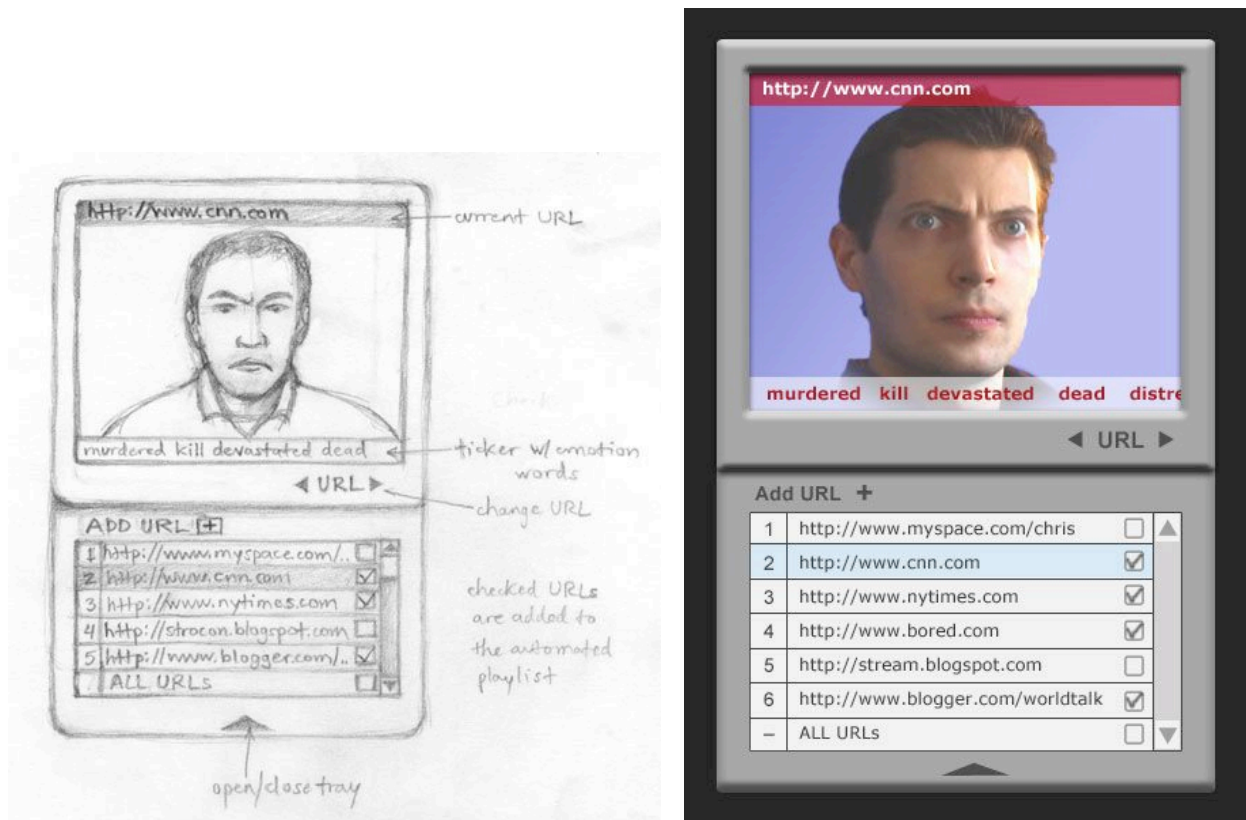 http://www.cnn.com
current URL
check
murdered kill devastated dead
ticker w/ emotion
words
◀ URL ▶
change URL
ADD URL +
1 http://www.myspace.com/..
2 http://www.cnn.com
3 http://www.nytimes.com
4 http://strocon.blogspot.com
5 http://www.blogger.com/..
ALL URLs
checked URLs
are added to
the automated
playlist
open/close tray
http://www.cnn.com
murdered kill devastated dead distre
◀ URL ▶
Add URL +
1 http://www.myspace.com/chris
2 http://www.cnn.com
3 http://www.nytimes.com
4 http://www.bored.com
5 http://stream.blogspot.com
6 http://www.blogger.com/worldtalk
– ALL URLs